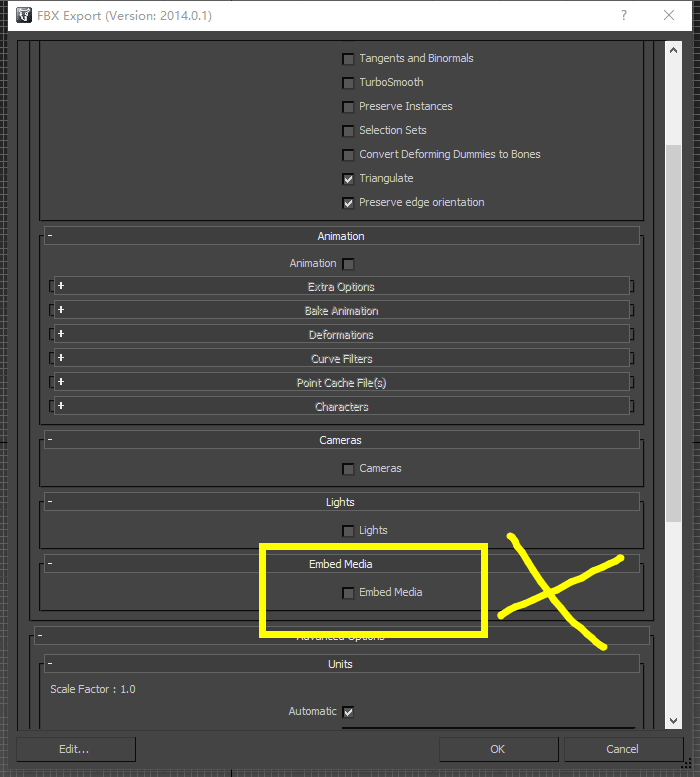 FBX Export (Version: 2014.0.1)
Tangents and Binormals
TurboSmooth
Preserve Instances
Selection Sets
Convert Deforming Dummies to Bones
Triangulate
Preserve edge orientation
Animation
Animation
Extra Options
Bake Animation
Deformations
Curve Filters
Point Cache File(s)
Characters
Cameras
Cameras
Lights
Lights
Embed Media
Embed Media
Advanced Options
Units
Scale Factor : 1.0
Automatic
Edit...
OK
Cancel